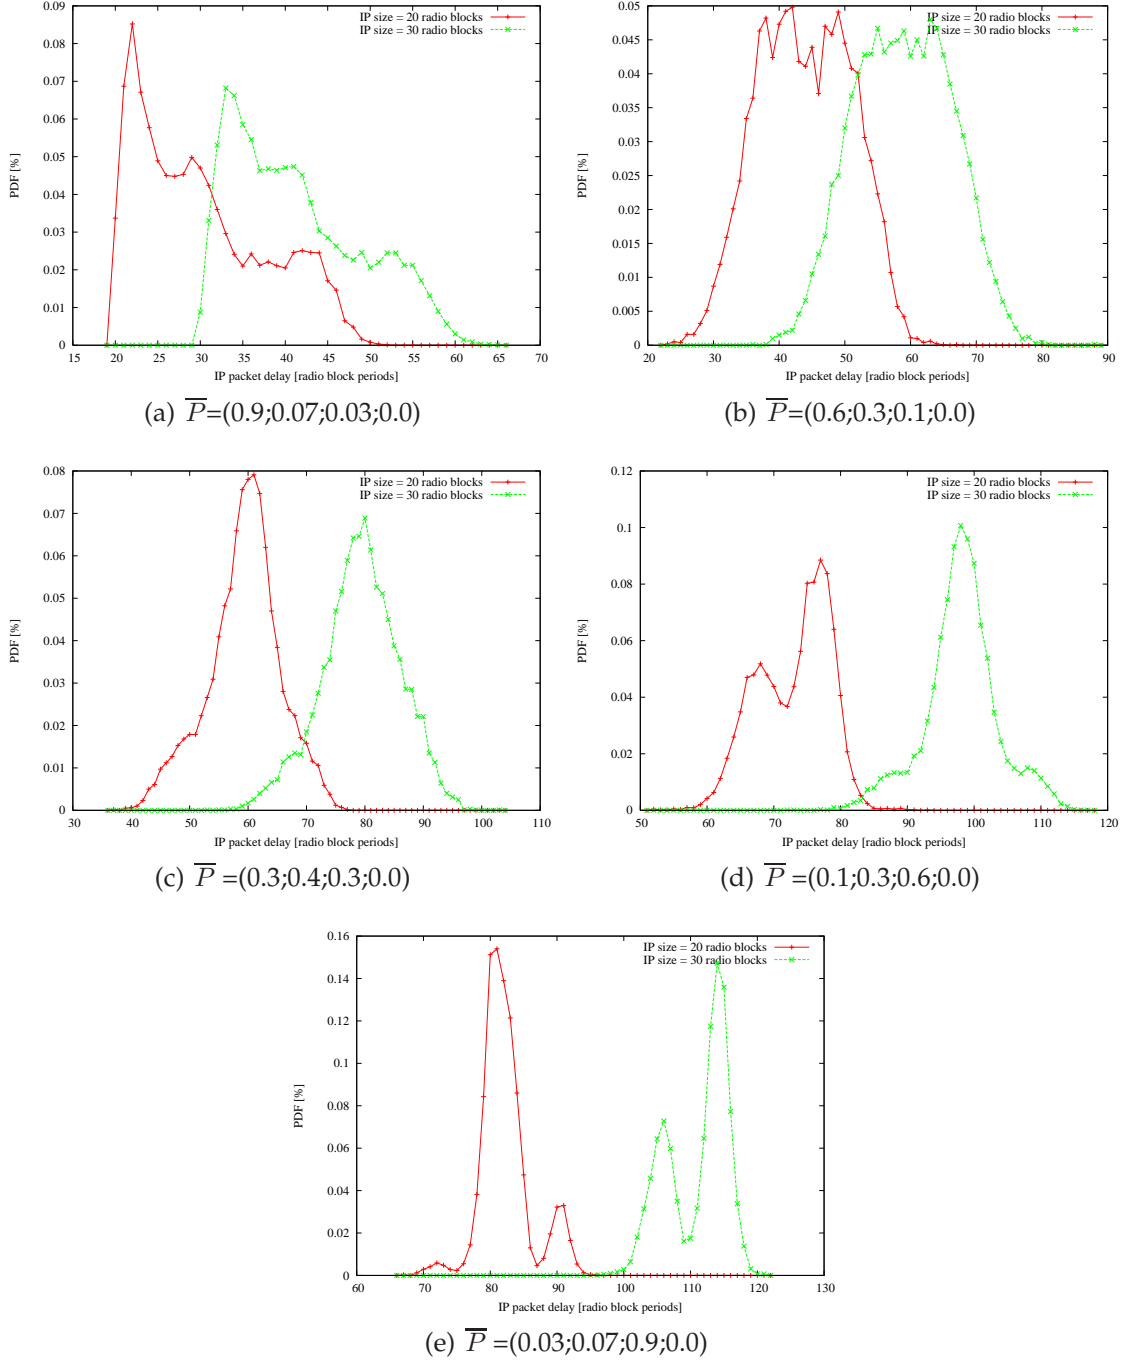 0.09
0.08
0.07
0.06
0.05
0.04
0.03
0.02
0.01
0
PDF [%]
IP size = 20 radio blocks
IP size = 30 radio blocks
15 20 25 30 35 40 45 50 55 60 65 70
IP packet delay [radio block periods]
(a) P=(0.9;0.07;0.03;0.0)
0.05
0.045
0.04
0.035
0.03
0.025
0.02
0.015
0.01
0.005
0
PDF [%]
IP size = 20 radio blocks
IP size = 30 radio blocks
20 30 40 50 60 70 80 90
IP packet delay [radio block periods]
(b) P=(0.6;0.3;0.1;0.0)
0.08
0.07
0.06
0.05
0.04
0.03
0.02
0.01
0
PDF [%]
IP size = 20 radio blocks
IP size = 30 radio blocks
30 40 50 60 70 80 90 100 110
IP packet delay [radio block periods]
(c) P =(0.3;0.4;0.3;0.0)
0.12
0.1
0.08
0.06
0.04
0.02
0
PDF [%]
IP size = 20 radio blocks
IP size = 30 radio blocks
50 60 70 80 90 100 110 120
IP packet delay [radio block periods]
(d) P =(0.1;0.3;0.6;0.0)
0.16
0.14
0.12
0.1
0.08
0.06
0.04
0.02
0
PDF [%]
IP size = 20 radio blocks
IP size = 30 radio blocks
60 70 80 90 100 110 120 130
IP packet delay [radio block periods]
(e) P =(0.03;0.07;0.9;0.0)